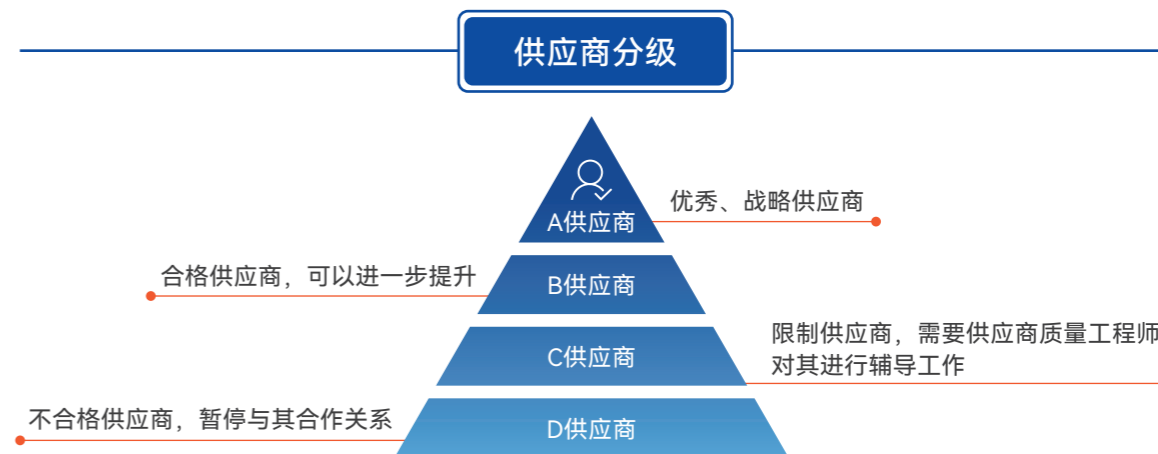 供应商分级
优秀、战略供应商
A供应商
合格供应商，可以进一步提升
B供应商
限制供应商，需要供应商质量工程师
对其进行辅导工作
C供应商
不合格供应商，暂停与其合作关系
D供应商